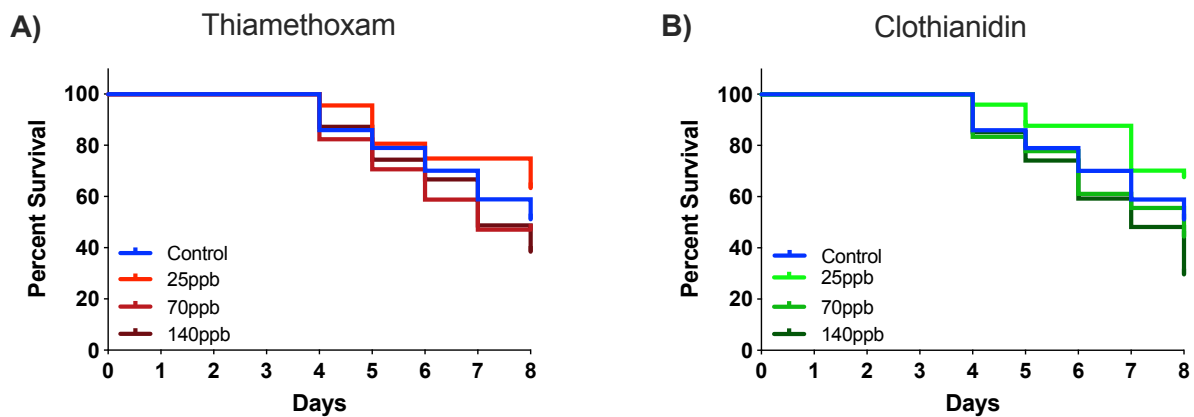 A)
Thiamethoxam
Percent Survival
100
80
60
40
20
0
Control
25ppb
70ppb
140ppb
0 1 2 3 4 5 6 7 8
Days
B)
Clothianidin
Percent Survival
100
80
60
40
20
0
Control
25ppb
70ppb
140ppb
0 1 2 3 4 5 6 7 8
Days